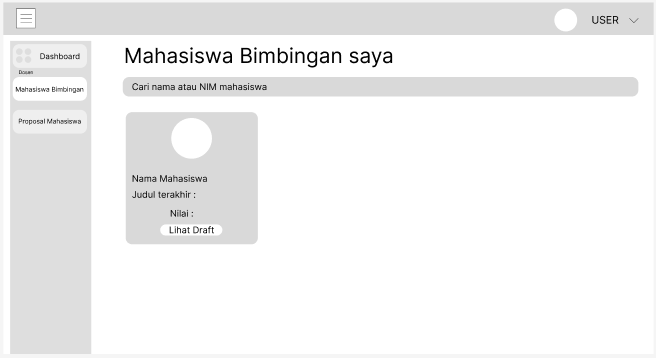 USER
Dashboard
Dosen
Mahasiswa Bimbingan
Proposal Mahasiswa
Mahasiswa Bimbingan saya
Cari nama atau NIM mahasiswa
Nama Mahasiswa
Judul terakhir :
Nilai :
Lihat Draft